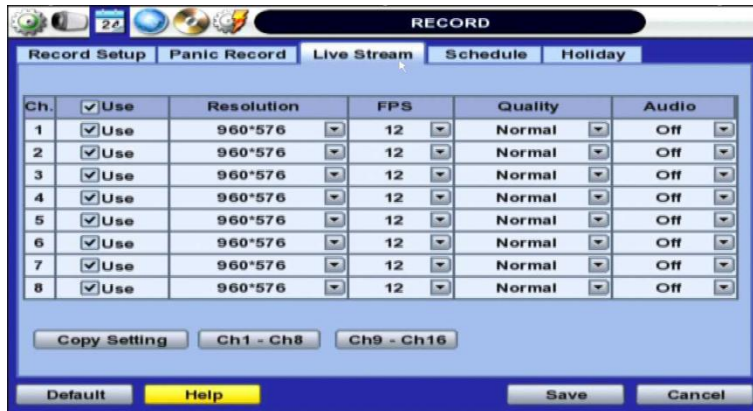 24
RECORD
Record Setup Panic Record Live Stream Schedule Holiday
Ch. Use Resolution FPS Quality Audio
1 Use 960*576 12 Normal Off
2 Use 960*576 12 Normal Off
3 Use 960*576 12 Normal Off
4 Use 960*576 12 Normal Off
5 Use 960*576 12 Normal Off
6 Use 960*576 12 Normal Off
7 Use 960*576 12 Normal Off
8 Use 960*576 12 Normal Off
Copy Setting Ch1 - Ch8 Ch9 - Ch16
Default Help Save Cancel